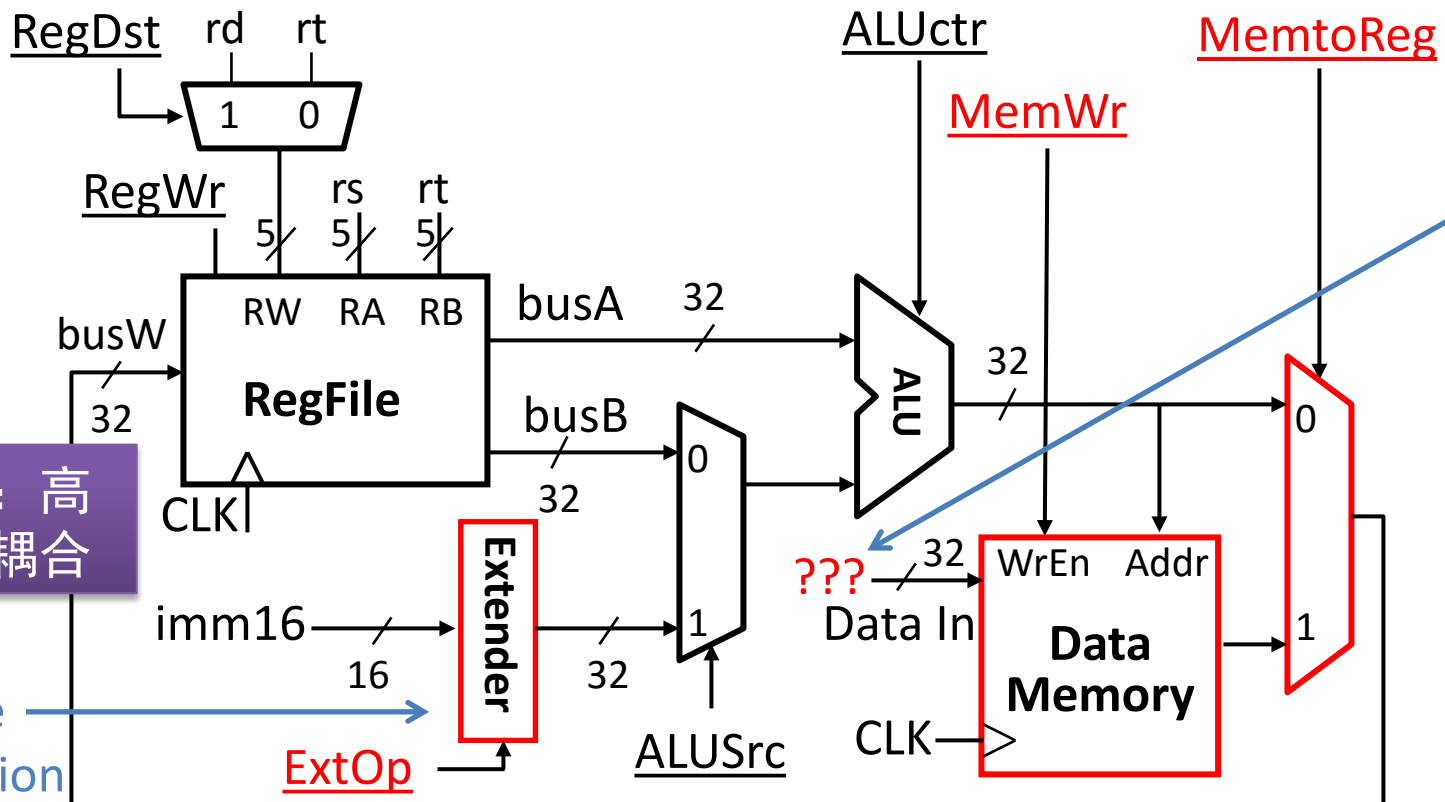 RegDst
rd
rt
ALUctr
MemtoReg
1
0
MemWr
RegWr
rs
rt
5
5
5
RW
RA
RB
busA
32
busW
32
RegFile
ALU
32
0
busB
0
32
高
耦合
CLK
Extender
???
32
WrEn
Addr
imm16
1
Data In
1
16
32
Data
Memory
CLK
ALUSrc
ExtOp